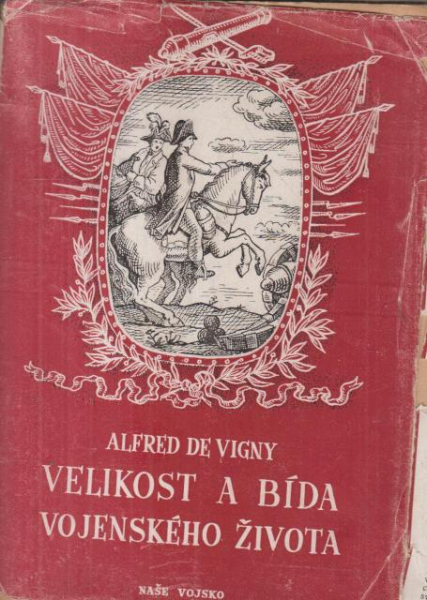 ALFRED DE VIGNY
VELIKOST A BÍDA
VOJENSKÉHO ŽIVOTA
NAŠE VOJSKO